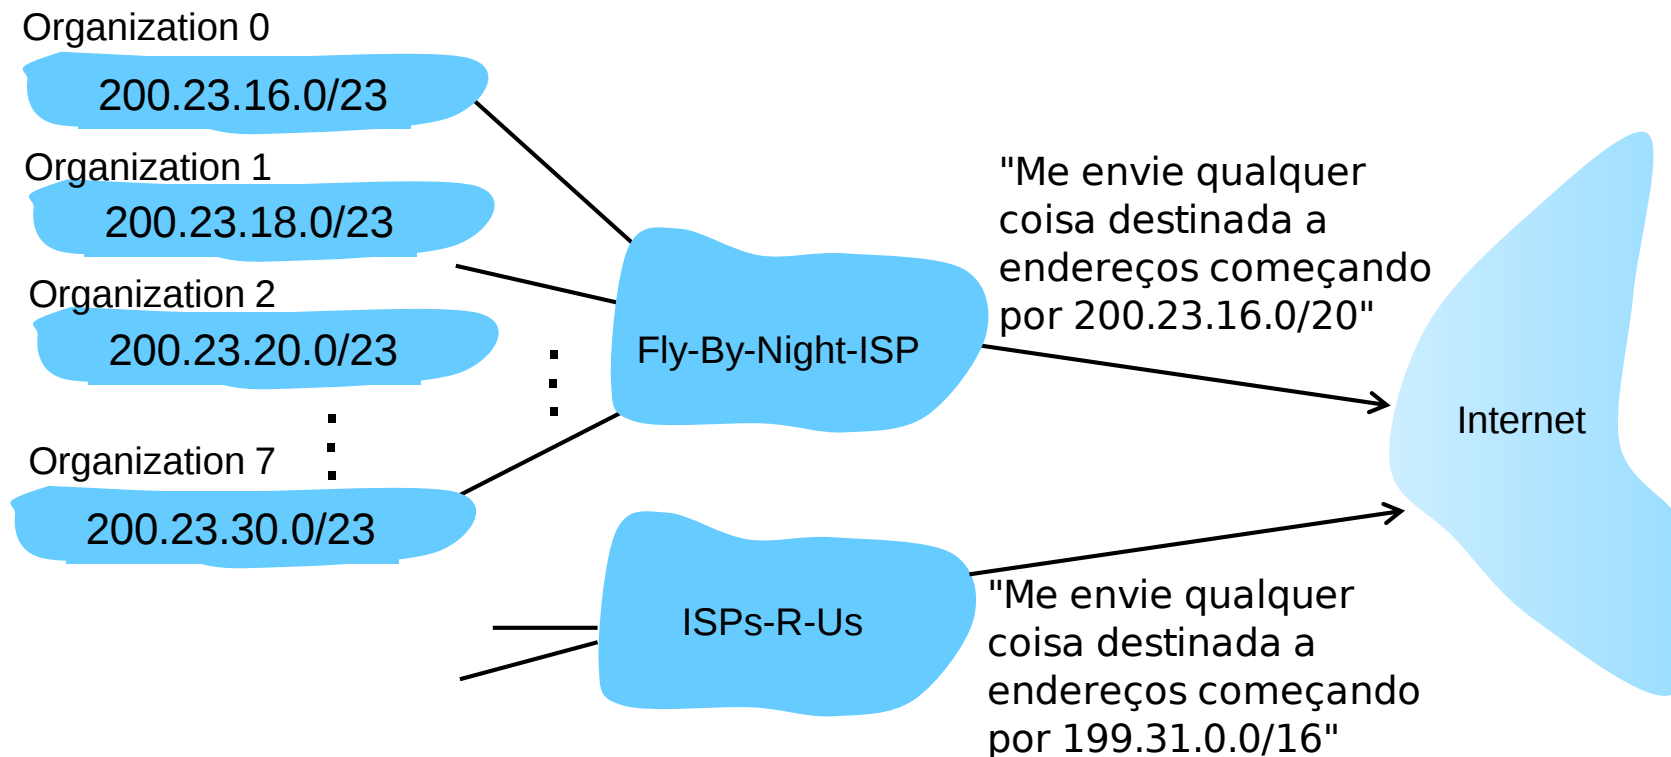 Organization 0
200.23.16.0/23
Organization 1
200.23.18.0/23
Organization 2
200.23.20.0/23
Organization 7
200.23.30.0/23
Fly-By-Night-ISP
ISPs-R-Us
"Me envie qualquer
coisa destinada a
endereços começando
por 200.23.16.0/20"
Internet
"Me envie qualquer
coisa destinada a
endereços começando
por 199.31.0.0/16"